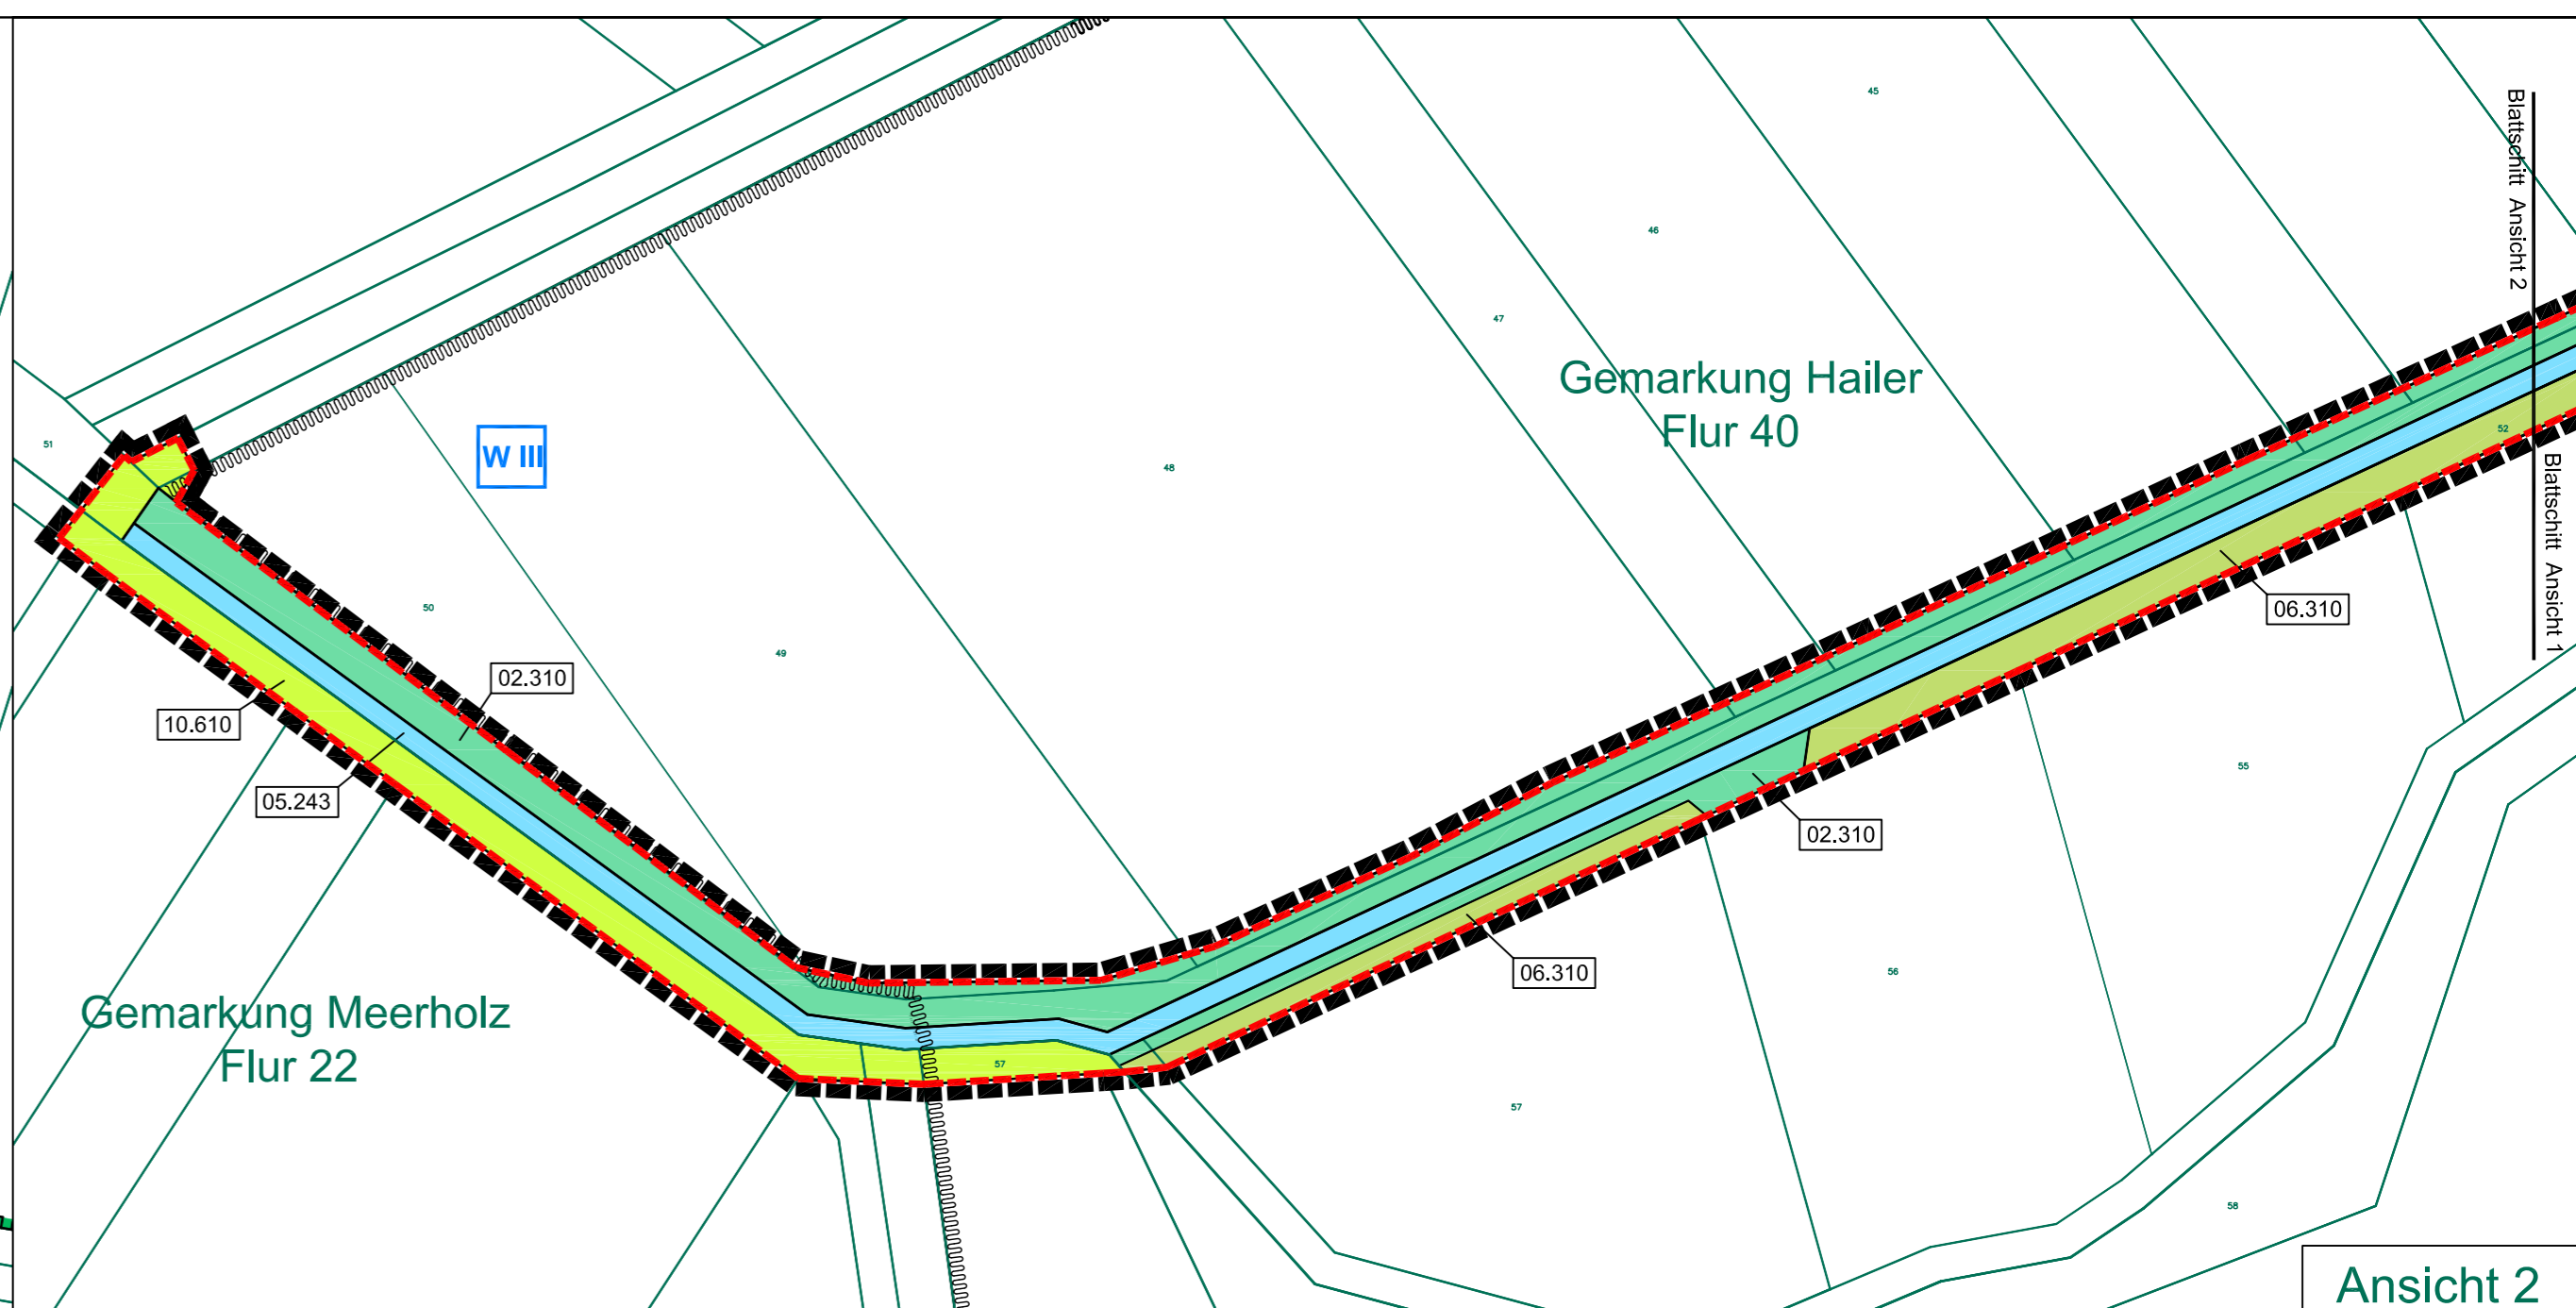 45
Blattschitt Ansicht 2
46
47
Gemarkung Hailer
Flur 40
52
51
W III
48
Blattschitt Ansicht 1
50
06.310
49
02.310
10.610
05.243
55
02.310
06.310
56
Gemarkung Meerholz
Flur 22
57
57
58
Ansicht 2